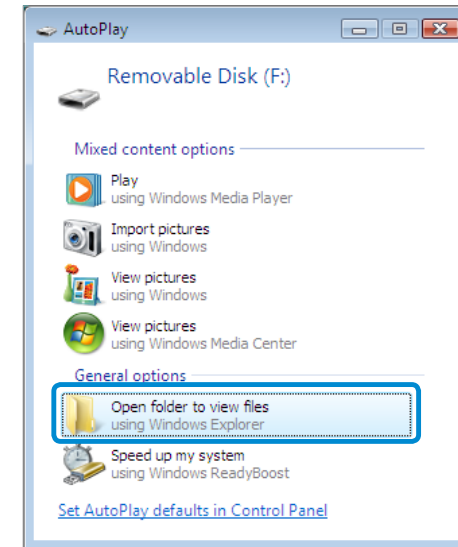 AutoPlay
Removable Disk (F:)
Mixed content options
Play
using Windows Media Player
Import pictures
using Windows
View pictures
using Windows
View pictures
using Windows Media Center
General options
Open folder to view files
using Windows Explorer
Speed up my system
using Windows ReadyBoost
Set AutoPlay defaults in Control Panel